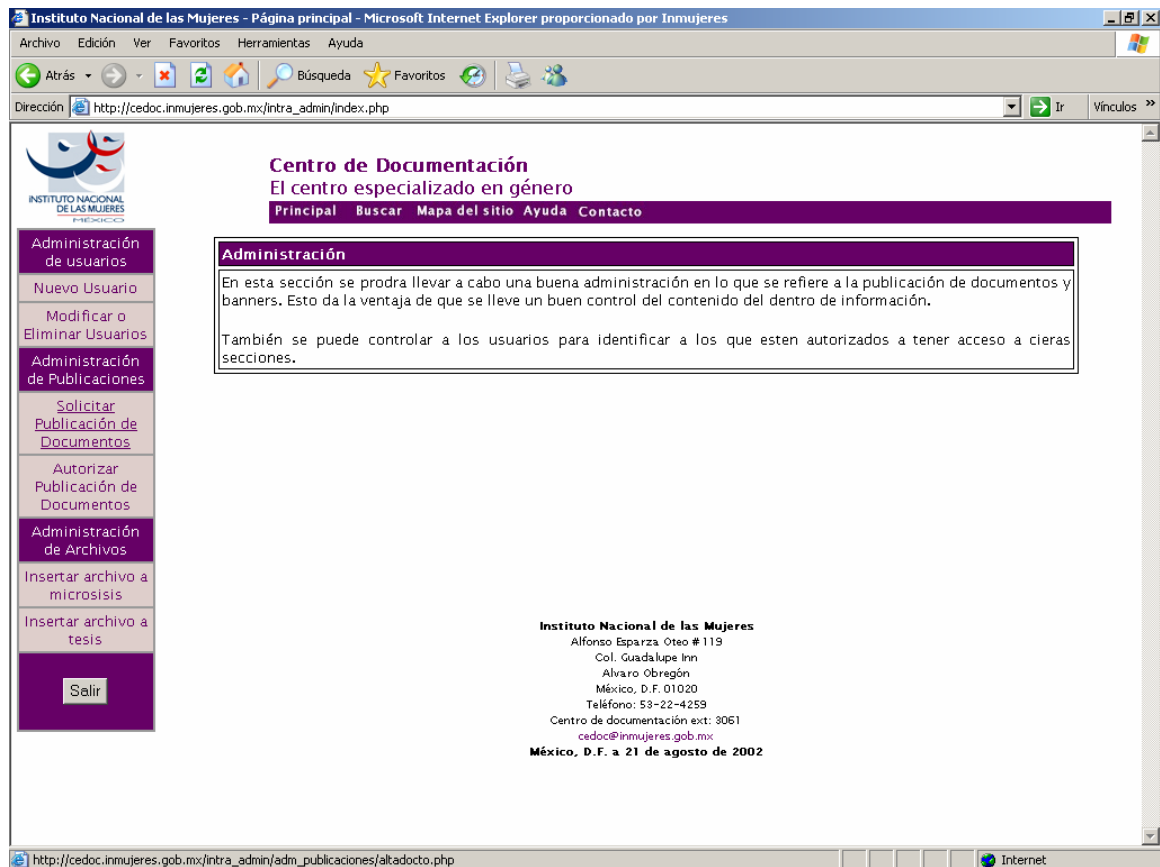 Instituto Nacional de las Mujeres - Página principal - Microsoft Internet Explorer proporcionado por Inmujeres
Archivo Edición Ver Favoritos Herramientas Ayuda
Atrás Búsqueda Favoritos
Dirección http://cedoc.inmujeres.gob.mx/intra_admin/index.php Ir Vínculos »
INSTITUTO NACIONAL
DE LAS MUJERES
MÉXICO
Centro de Documentación
El centro especializado en género
Principal Buscar Mapa del sitio Ayuda Contacto
Administración
de usuarios
Nuevo Usuario
Modificar o
Eliminar Usuarios
Administración
de Publicaciones
Solicitar
Publicación de
Documentos
Autorizar
Publicación de
Documentos
Administración
de Archivos
Insertar archivo a
microsisis
Insertar archivo a
tesis
Salir
Administración
En esta sección se prodra llevar a cabo una buena administración en lo que se refiere a la publicación de documentos y
banners. Esto da la ventaja de que se lleve un buen control del contenido del dentro de información.
También se puede controlar a los usuarios para identificar a los que esten autorizados a tener acceso a cieras
secciones.
Instituto Nacional de las Mujeres
Alfonso Esparza Oteo #119
Col. Guadalupe Inn
Alvaro Obregón
México, D.F. 01020
Teléfono: 53-22-4259
Centro de documentación ext: 3061
cedoc@inmujeres.gob.mx
México, D.F. a 21 de agosto de 2002
http://cedoc.inmujeres.gob.mx/intra_admin/adm_publicaciones/altadocto.php Internet